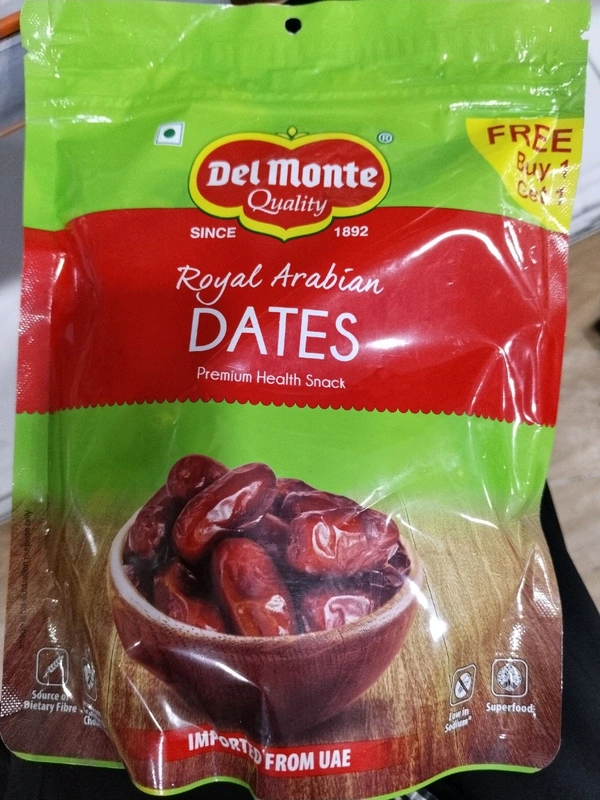 Del Monte
®
Quality
SINCE 1892
FREE
Buy 1
Get 1
Royal Arabian
DATES
Premium Health Snack
Source of
Dietary Fibre
Low in
Sodium*
Superfood
IMPORTED FROM UAE